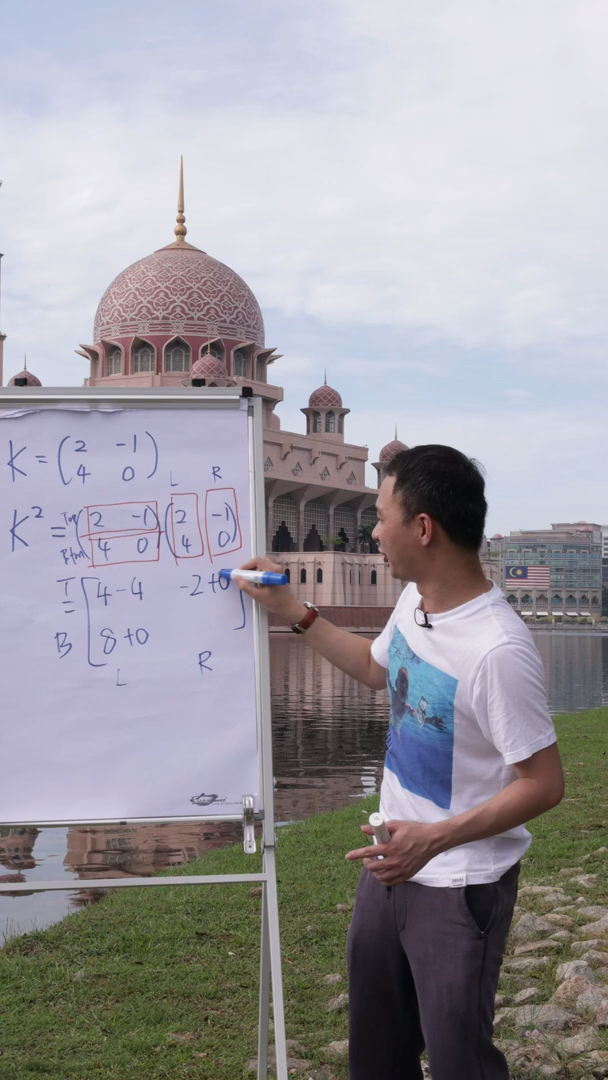 K = (2 -1
4 0)
L R
K² = Top (2 -1) (2 -1)
Btm (4 0) (4 0)
T = [4-4 -2+0
B 8+0 ]
L R